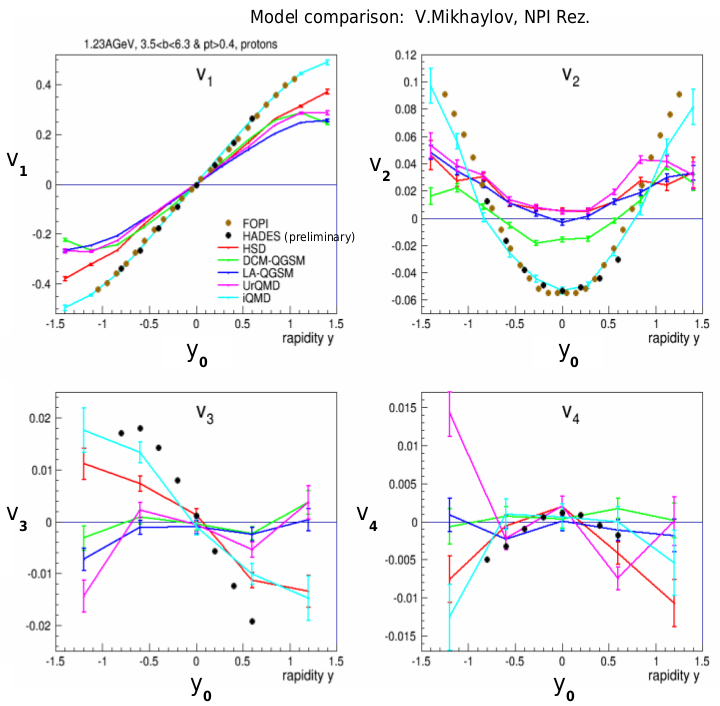 Model comparison: V.Mikhaylov, NPI Rez.
1.23AGeV, 3.5<b<6.3 & pt>0.4, protons
v1
v1
0.4
0.2
0
-0.2
-0.4
FOPI
HADES (preliminary)
HSD
DCM-QGSM
LA-QGSM
UrQMD
iQMD
-1.5 -1 -0.5 0 0.5 1 1.5
rapidity y
y0
v2
v2
0.12
0.1
0.08
0.06
0.04
0.02
0
-0.02
-0.04
-0.06
-1.5 -1 -0.5 0 0.5 1 1.5
rapidity y
y0
v3
v3
0.02
0.01
0
-0.01
-0.02
-1.5 -1 -0.5 0 0.5 1 1.5
rapidity y
y0
v4
v4
0.015
0.01
0.005
0
-0.005
-0.01
-0.015
-1.5 -1 -0.5 0 0.5 1 1.5
rapidity y
y0